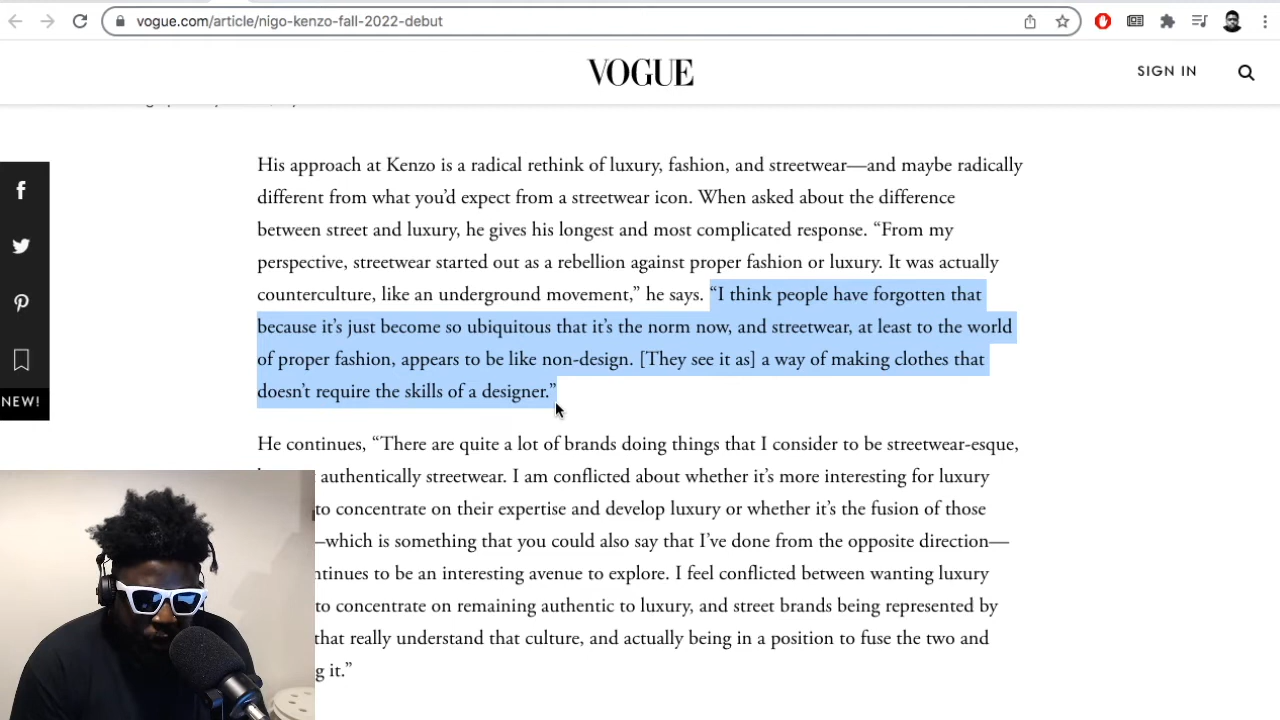 vogue.com/article/nigo-kenzo-fall-2022-debut
VOGUE
SIGN IN
His approach at Kenzo is a radical rethink of luxury, fashion, and streetwear—and maybe radically
different from what you’d expect from a streetwear icon. When asked about the difference
between street and luxury, he gives his longest and most complicated response. “From my
perspective, streetwear started out as a rebellion against proper fashion or luxury. It was actually
counterculture, like an underground movement,” he says. “I think people have forgotten that
because it’s just become so ubiquitous that it’s the norm now, and streetwear, at least to the world
of proper fashion, appears to be like non-design. [They see it as] a way of making clothes that
doesn’t require the skills of a designer.”
NEW!
He continues, “There are quite a lot of brands doing things that I consider to be streetwear-esque,
authentically streetwear. I am conflicted about whether it’s more interesting for luxury
to concentrate on their expertise and develop luxury or whether it’s the fusion of those
—which is something that you could also say that I’ve done from the opposite direction—
to be an interesting avenue to explore. I feel conflicted between wanting luxury
to concentrate on remaining authentic to luxury, and street brands being represented by
that really understand that culture, and actually being in a position to fuse the two and
it.”